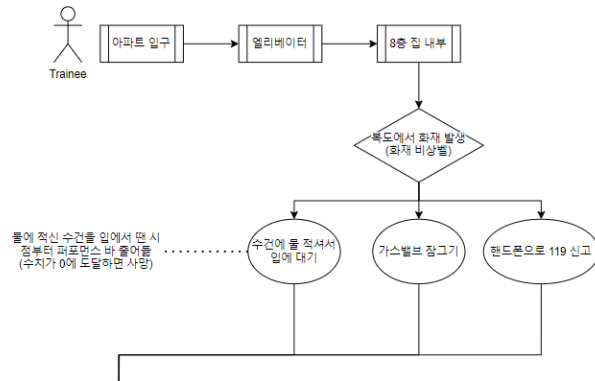 Trainee
아파트 입구
엘리베이터
8층 집 내부
복도에서 화재 발생
(화재 비상벨)
물에 적신 수건을 입에서 땐 시
점부터 퍼포먼스 바 줄어듦
(수치가 0에 도달하면 사망)
수건에 물 적셔서
입에 대기
가스밸브 잠그기
핸드폰으로 119 신고